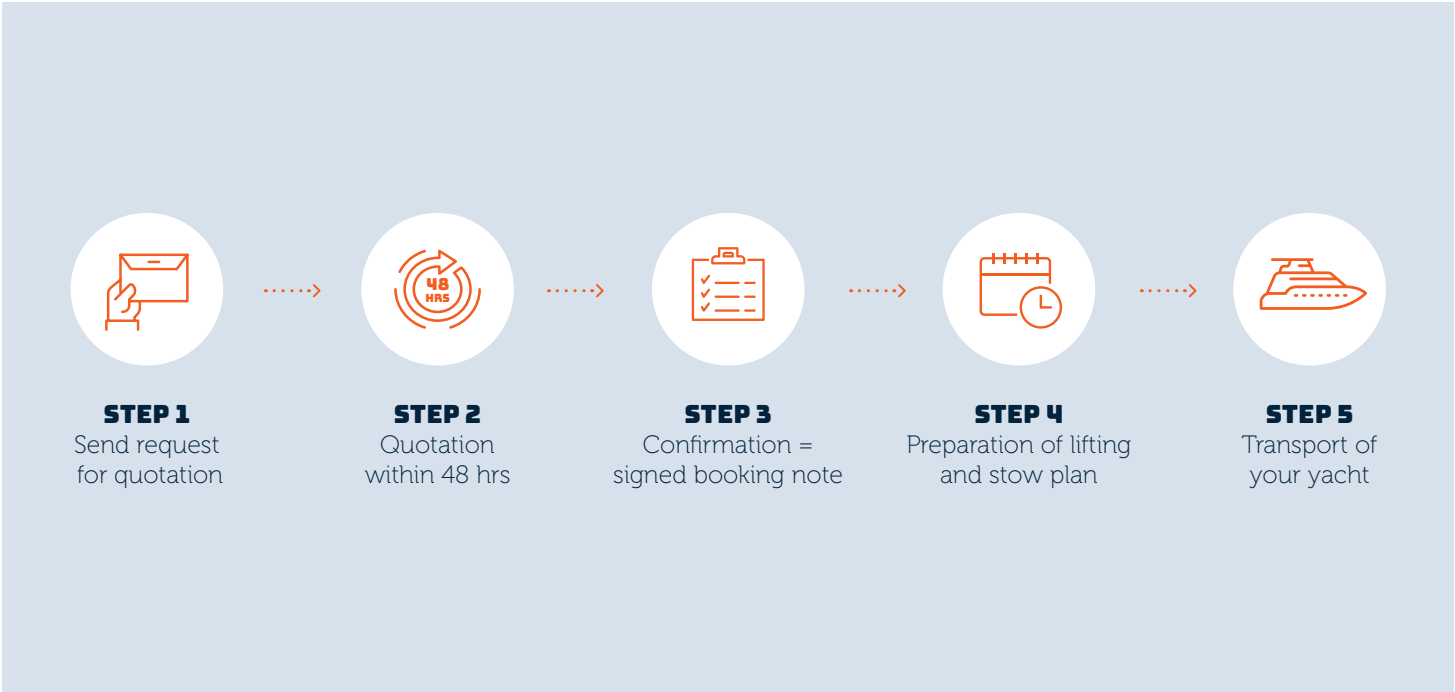 48
HRS
STEP 1
Send request
for quotation
STEP 2
Quotation
within 48 hrs
STEP 3
Confirmation =
signed booking note
STEP 4
Preparation of lifting
and stow plan
STEP 5
Transport of
your yacht